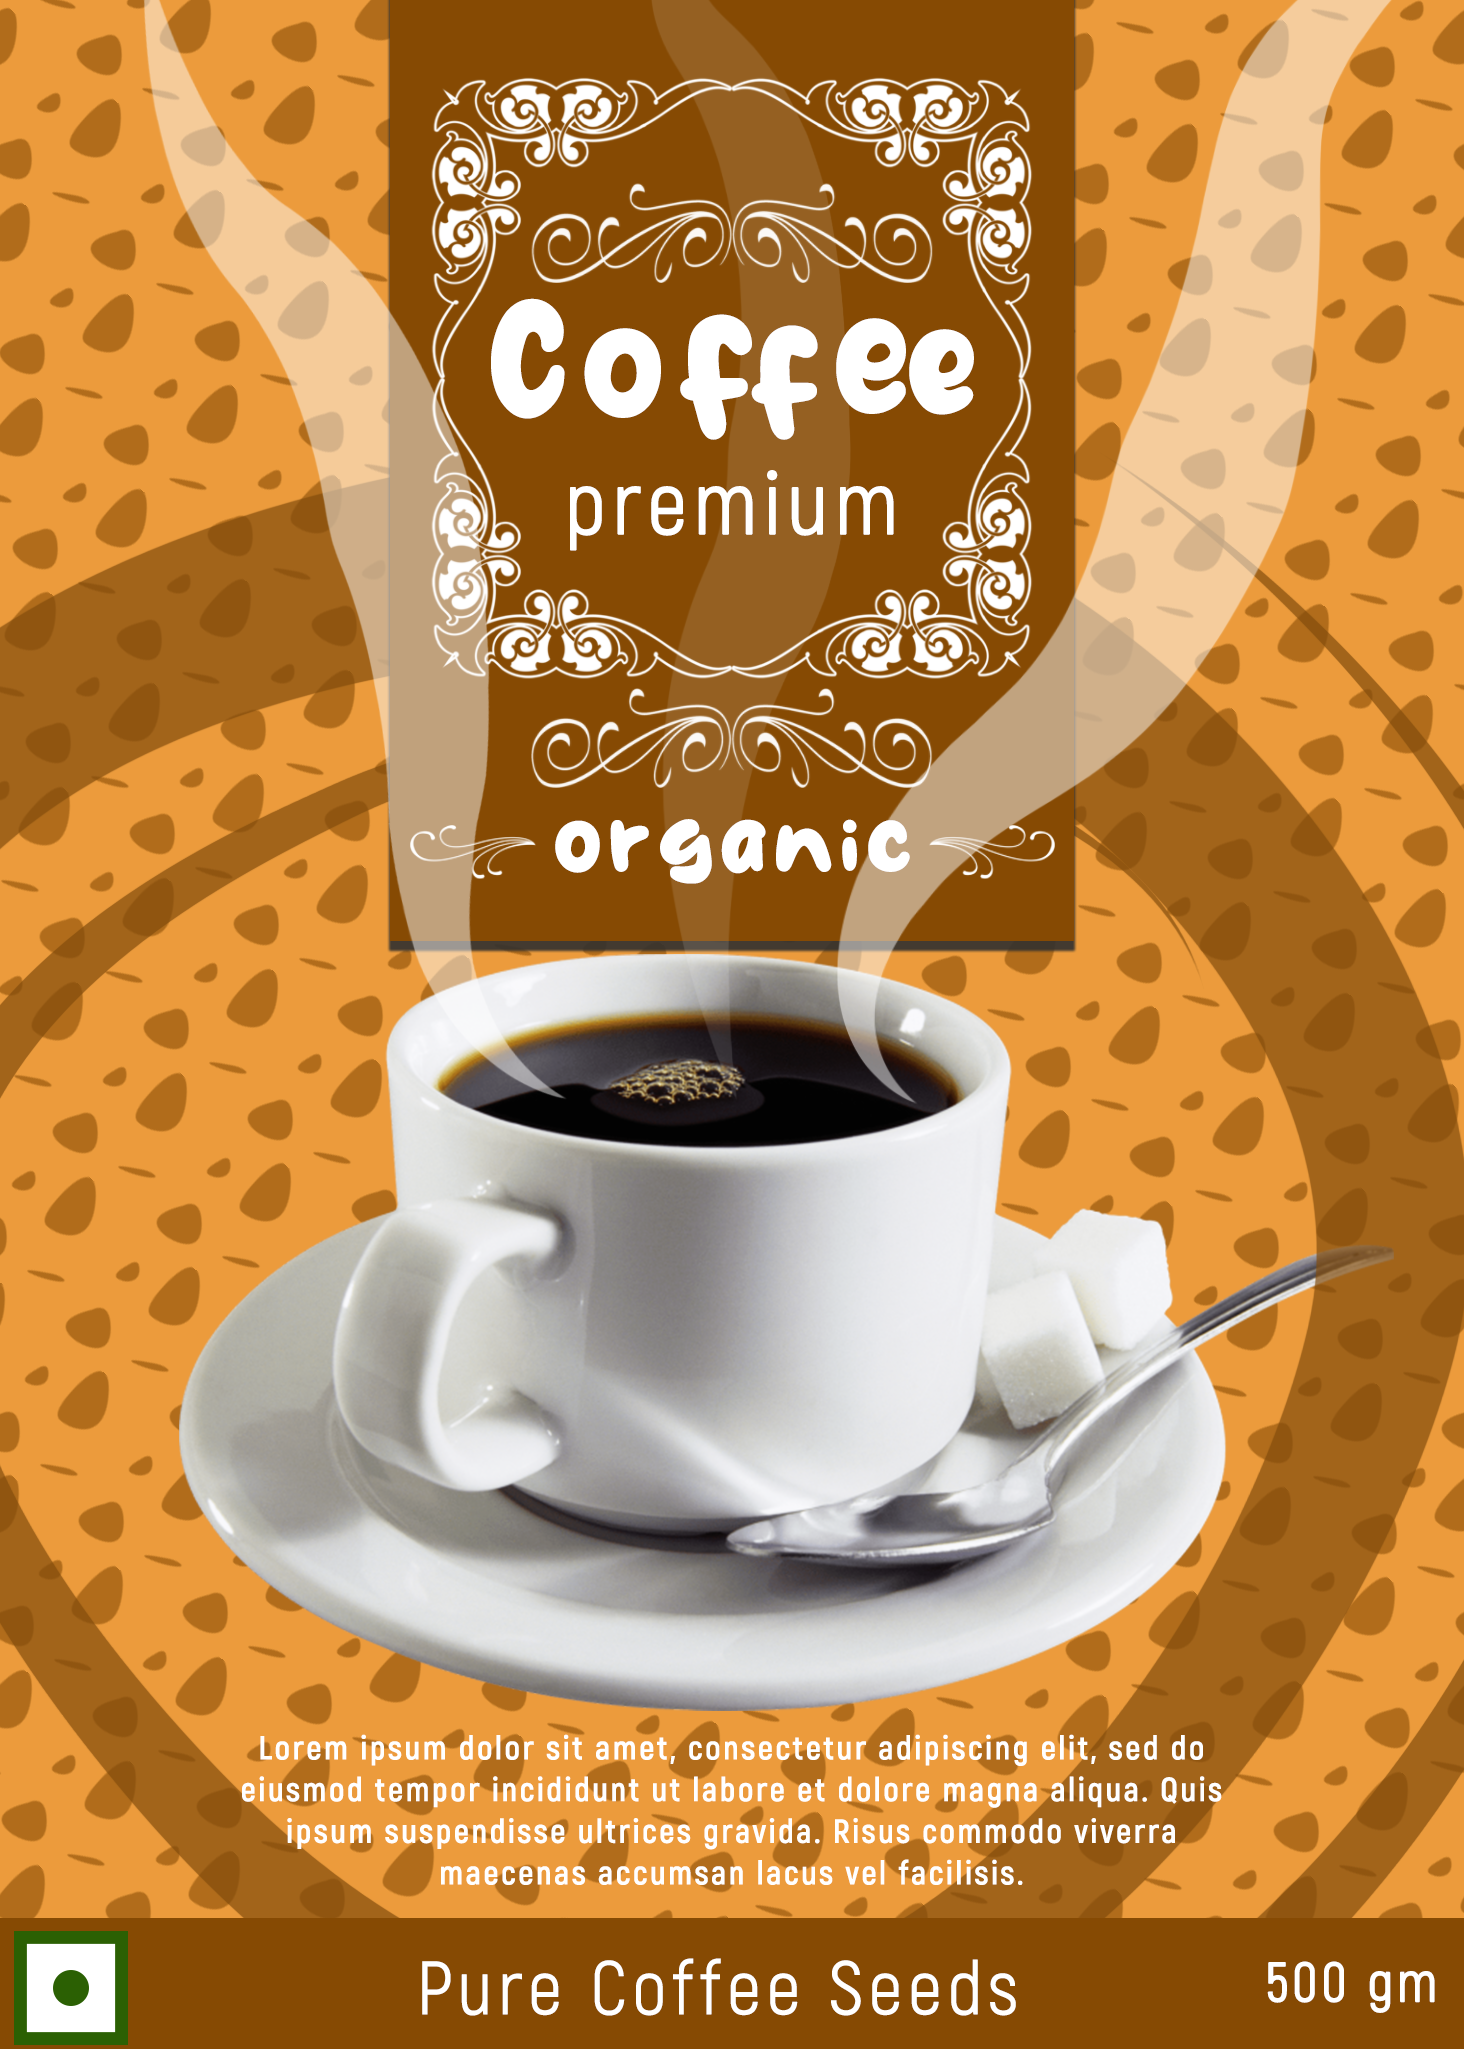 Coffee
premium
organic
Lorem ipsum dolor sit amet, consectetur adipiscing elit, sed do
eiusmod tempor incididunt ut labore et dolore magna aliqua. Quis
ipsum suspendisse ultrices gravida. Risus commodo viverra
maecenas accumsan lacus vel facilisis.
Pure Coffee Seeds
500 gm